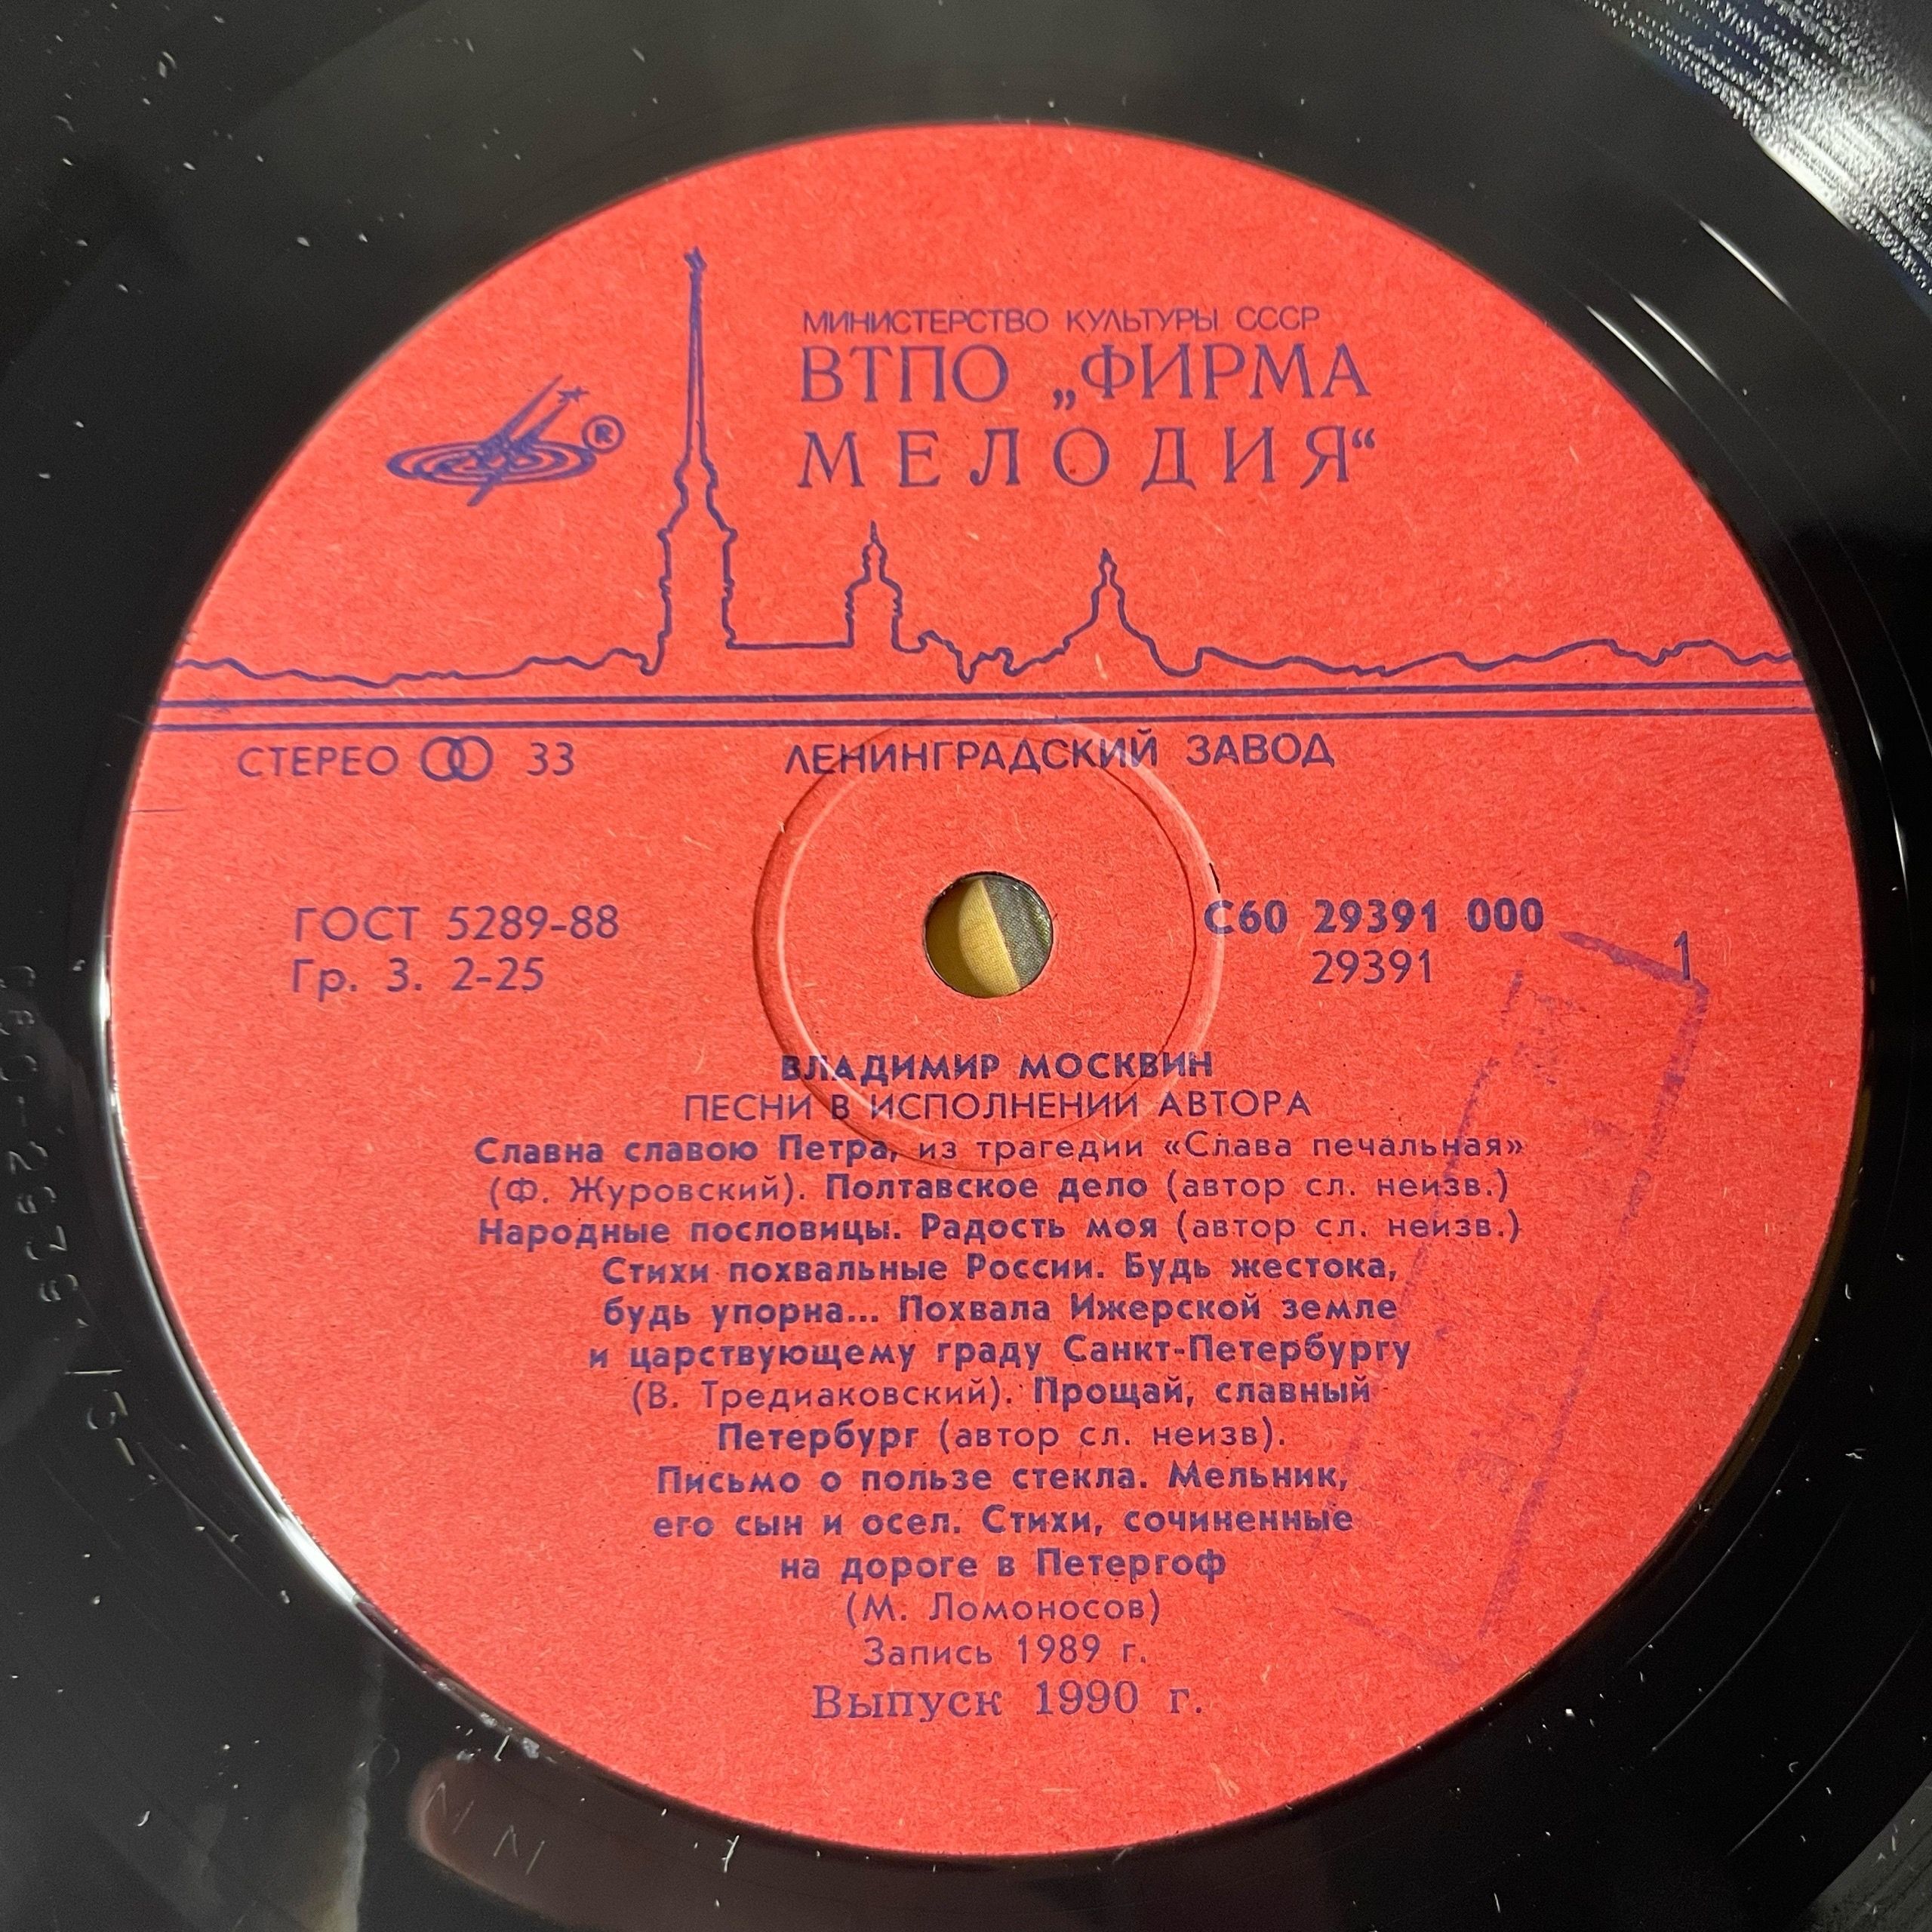 МИНИСТЕРСТВО КУЛЬТУРЫ СССР
ВТПО „ФИРМА
МЕЛОДИЯ“
®
СТЕРЕО 33
ЛЕНИНГРАДСКИЙ ЗАВОД
ГОСТ 5289-88
Гр. 3. 2-25
С60 29391 000
29391
1
ВЛАДИМИР МОСКВИН
ПЕСНИ В ИСПОЛНЕНИИ АВТОРА
Славна славою Петра, из трагедии «Слава печальная»
(Ф. Журовский). Полтавское дело (автор сл. неизв.)
Народные пословицы. Радость моя (автор сл. неизв.)
Стихи похвальные России. Будь жестока,
будь упорна... Похвала Ижерской земле
и царствующему граду Санкт-Петербургу
(В. Тредиаковский). Прощай, славный
Петербург (автор сл. неизв).
Письмо о пользе стекла. Мельник,
его сын и осел. Стихи, сочиненные
на дороге в Петергоф
(М. Ломоносов)
Запись 1989 г.
Выпуск 1990 г.